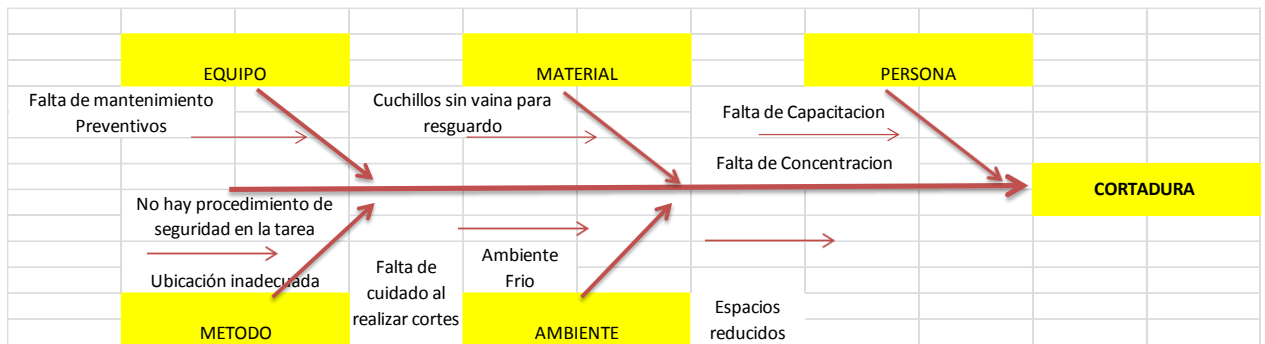 EQUIPO
MATERIAL
PERSONA
Falta de mantenimiento
Preventivos
Cuchillos sin vaina para
resguardo
Falta de Capacitacion
Falta de Concentracion
CORTADURA
No hay procedimiento de
seguridad en la tarea
Ubicación inadecuada
Falta de
cuidado al
realizar cortes
Ambiente
Frio
Espacios
reducidos
METODO
AMBIENTE